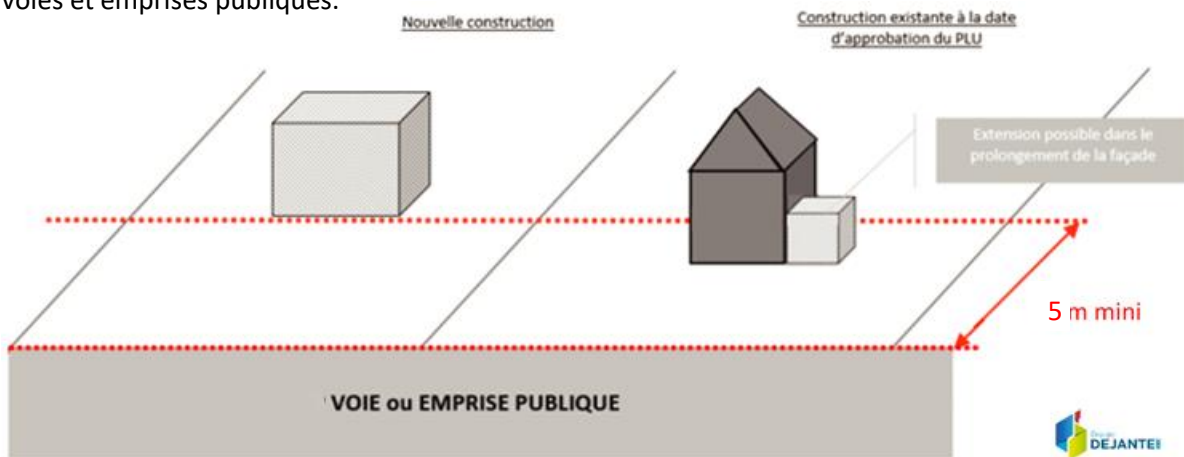 voies et emprises publiques.
Nouvelle construction
Construction existante à la date
d'approbation du PLU
Extension possible dans le
prolongement de la façade
5 m mini
VOIE ou EMPRISE PUBLIQUE
DEJANTE